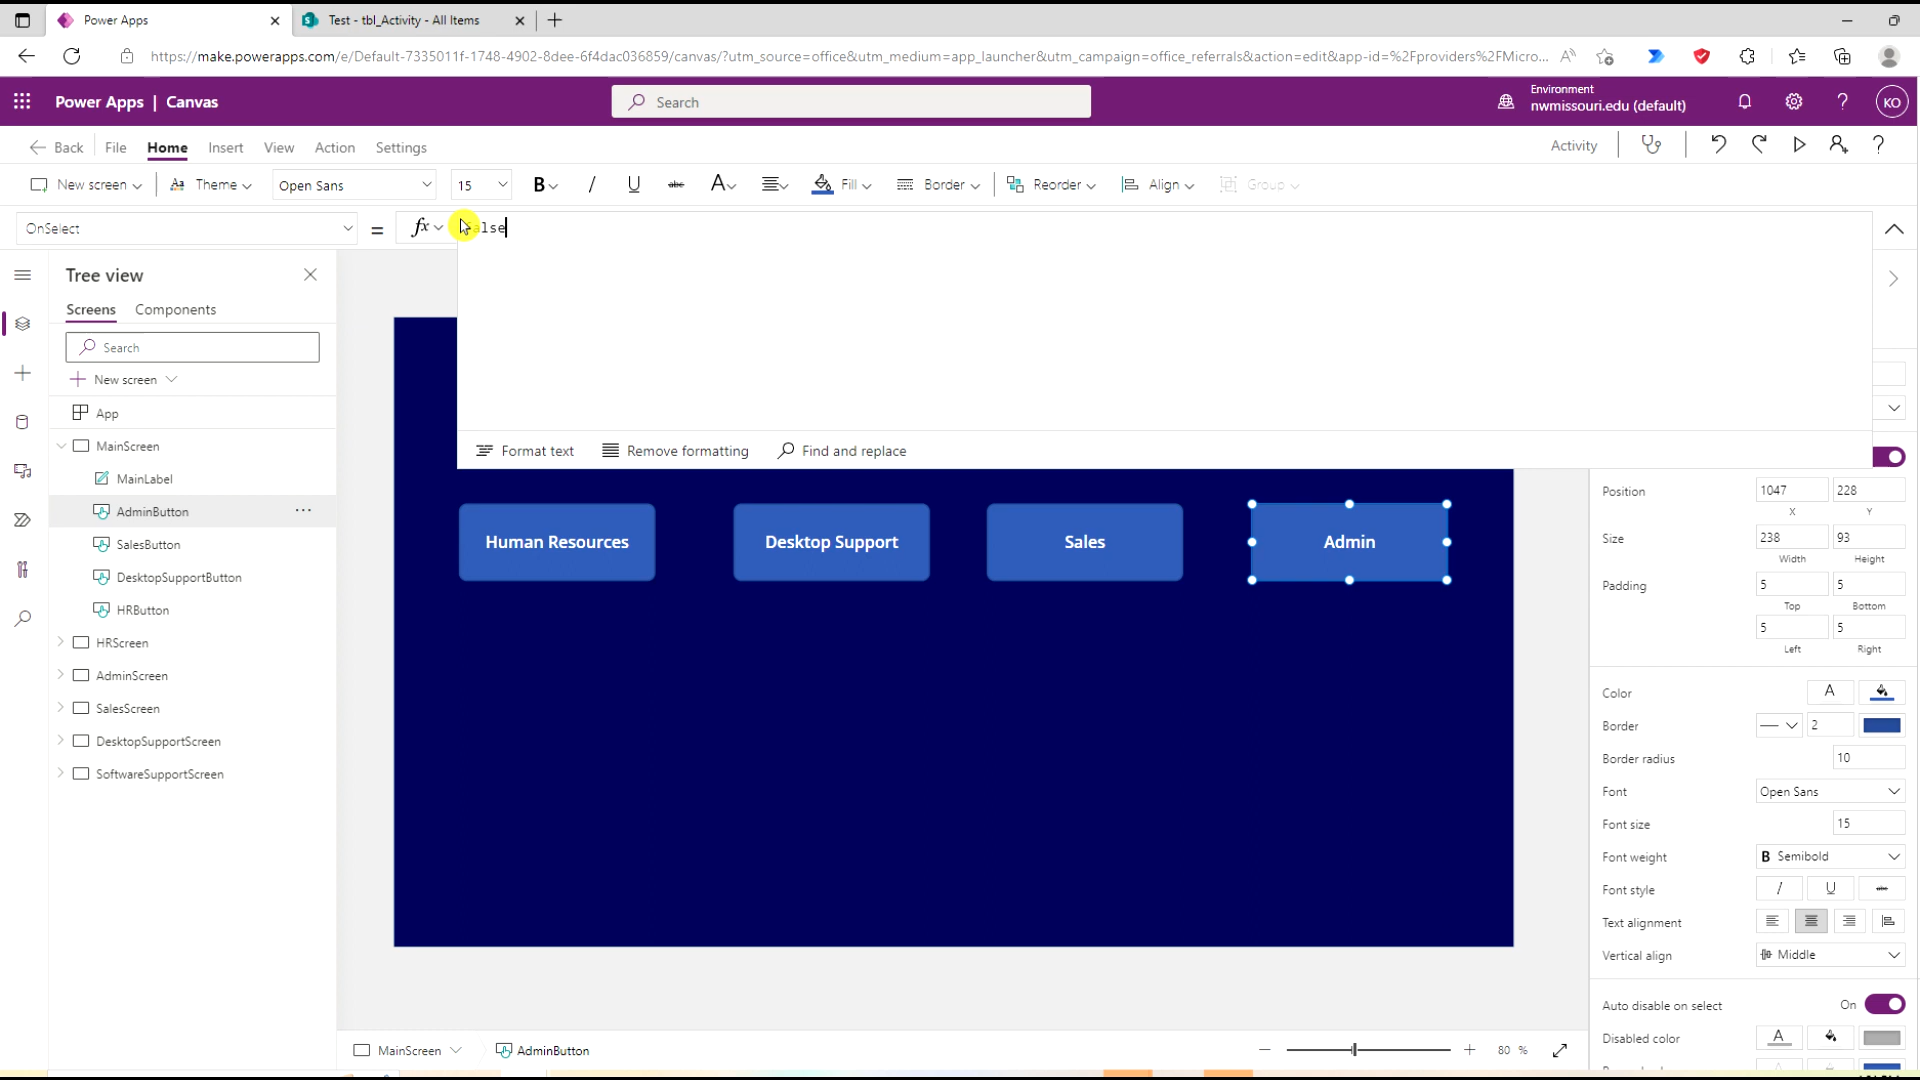 Power Apps
Test - tbl_Activity - All Items
https://make.powerapps.com/e/Default-7335011f-1748-4902-8dee-6f4dac036859/canvas/?utm_source=office&utm_medium=app_launcher&utm_campaign=office_referrals&action=edit&app-id=%2Fproviders%2FMicro...
Power Apps | Canvas
Search
Environment
nwmissouri.edu (default)
KO
Back File Home Insert View Action Settings
Activity
New screen Theme Open Sans 15 B / U abc A Fill Border Reorder Align Group
OnSelect = fx
Tree view
Screens Components
Search
New screen
App
MainScreen
MainLabel
AdminButton ...
SalesButton
DesktopSupportButton
HRButton
HRScreen
AdminScreen
SalesScreen
DesktopSupportScreen
SoftwareSupportScreen
Format text Remove formatting Find and replace
Human Resources
Desktop Support
Sales
Admin
Position 1047 228
X Y
Size 238 93
Width Height
Padding 5 5
Top Bottom
5 5
Left Right
Color A
Border 2
Border radius 10
Font Open Sans
Font size 15
Font weight B Semibold
Font style / U abc
Text alignment
Vertical align Middle
Auto disable on select On
Disabled color A
MainScreen AdminButton
80 %